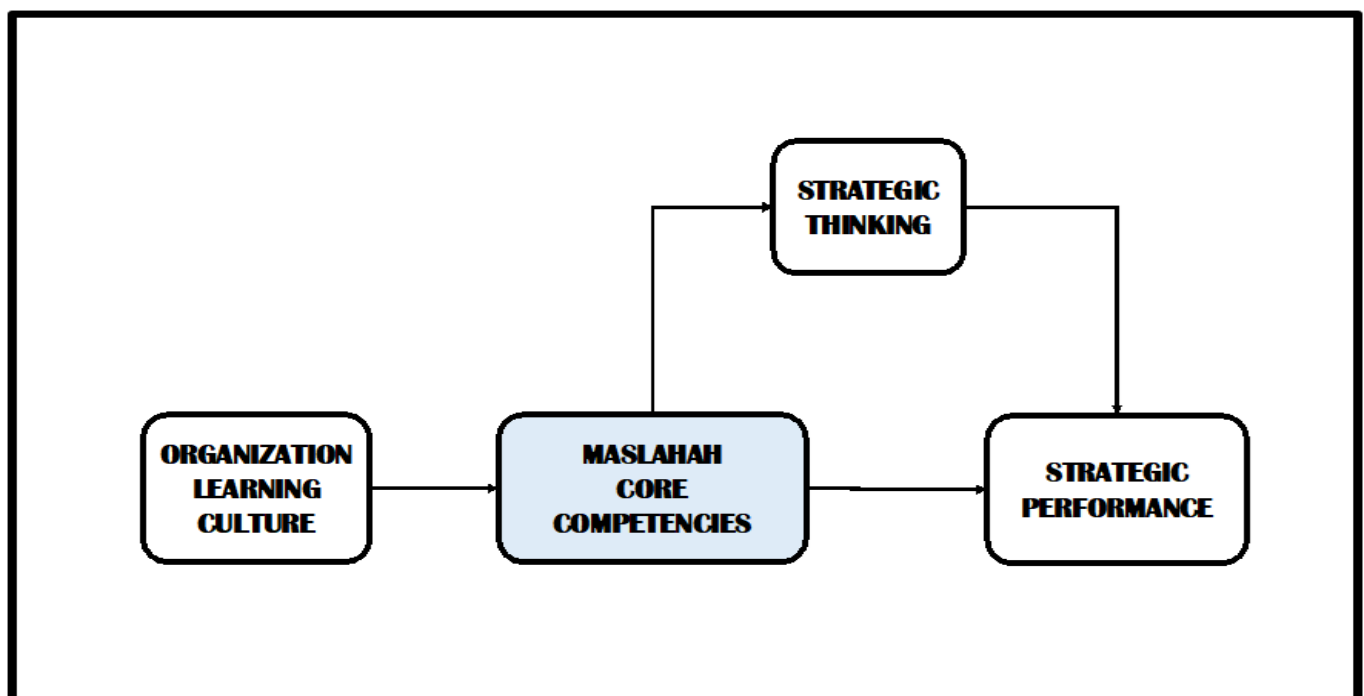 STRATEGIC
THINKING
ORGANIZATION
LEARNING
CULTURE
MASLAHAH
CORE
COMPETENCIES
STRATEGIC
PERFORMANCE